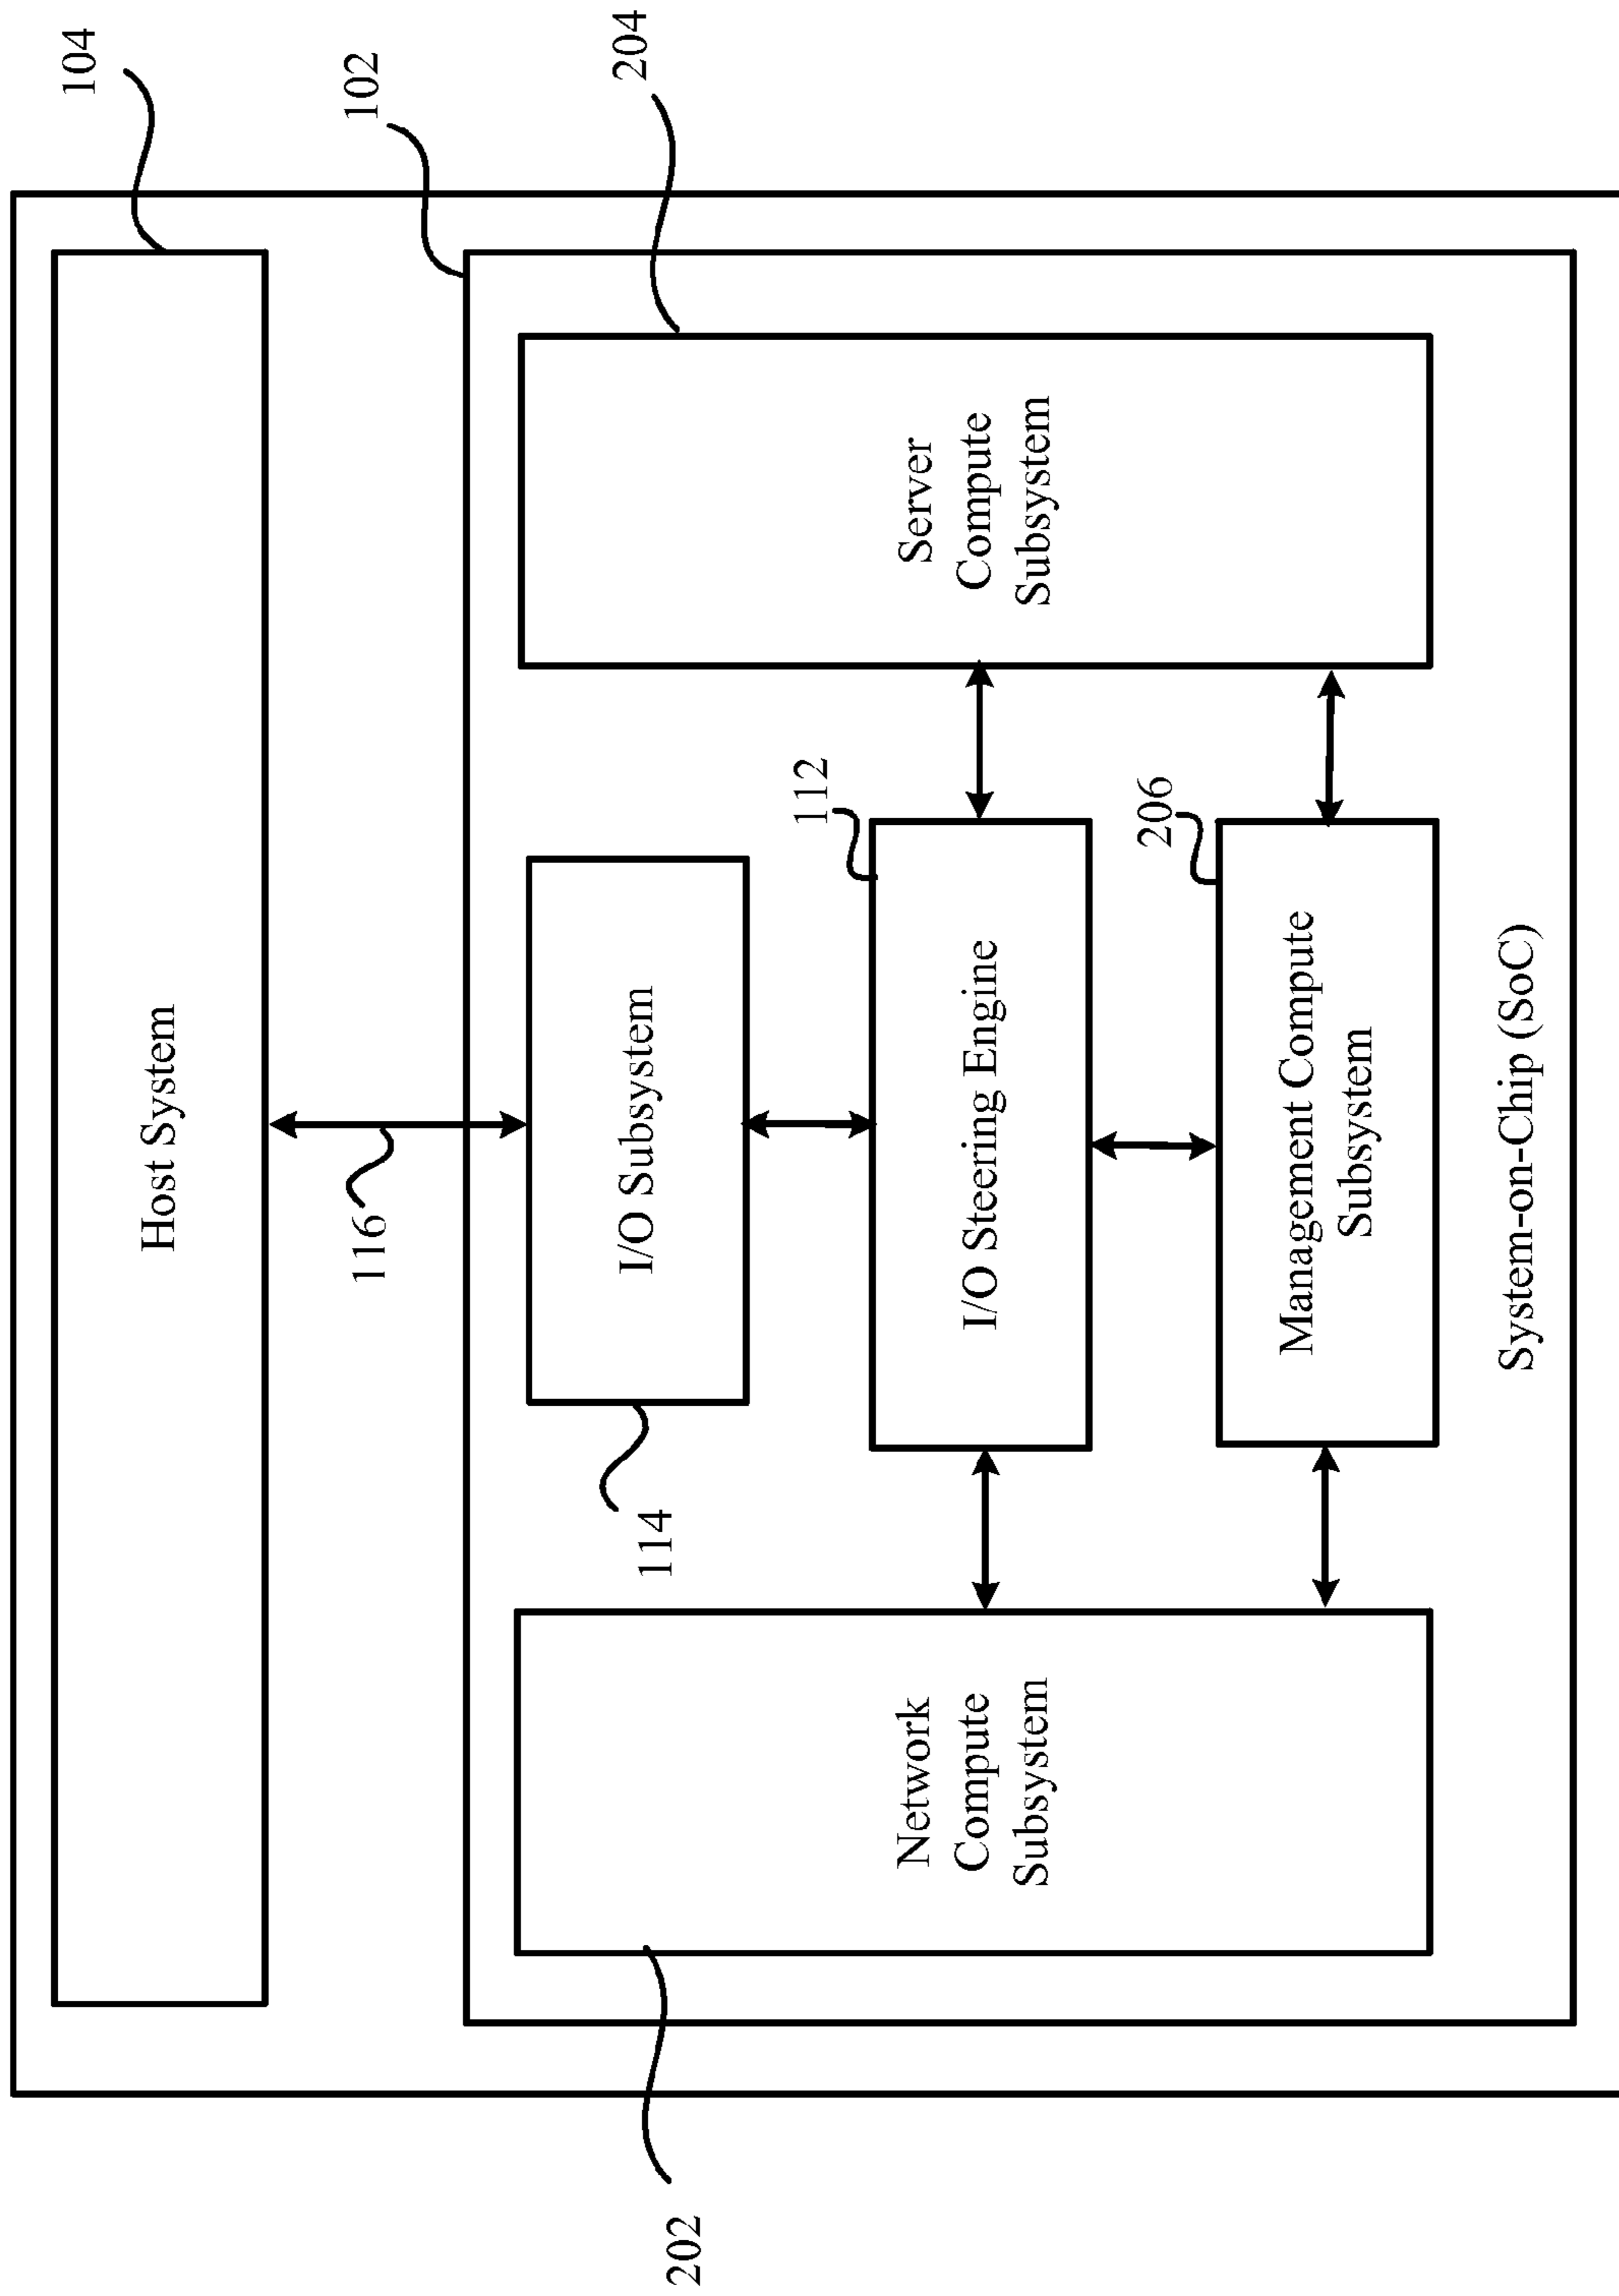 104
Host System
102
116
204
114
I/O Subsystem
112
Network
Compute
Subsystem
I/O Steering Engine
Server
Compute
Subsystem
206
Management Compute
Subsystem
System-on-Chip (SoC)
202